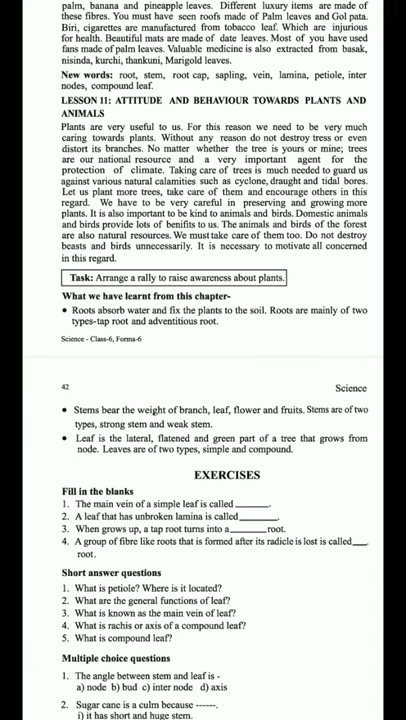 palm, banana and pineapple leaves. Different luxury items are made of
these fibres. You must have seen roofs made of Palm leaves and Gol pata.
Biri, cigarettes are manufactured from tobacco leaf. Which are injurious
for health. Beautiful mats are made of date leaves. Most of you have used
fans made of palm leaves. Valuable medicine is also extracted from basak,
nisinda, kurchi, thankuni, Marigold leaves.
New words: root, stem, root cap, sapling, vein, lamina, petiole, inter
nodes, compound leaf.
LESSON 11: ATTITUDE AND BEHAVIOUR TOWARDS PLANTS AND
ANIMALS
Plants are very useful to us. For this reason we need to be very much
caring towards plants. Without any reason do not destroy tress or even
distort its branches. No matter whether the tree is yours or mine; trees
are our national resource and a very important agent for the
protection of climate. Taking care of trees is much needed to guard us
against various natural calamities such as cyclone, draught and tidal bores.
Let us plant more trees, take care of them and encourage others in this
regard. We have to be very careful in preserving and growing more
plants. It is also important to be kind to animals and birds. Domestic animals
and birds provide lots of benifits to us. The animals and birds of the forest
are also natural resources. We must take care of them too. Do not destroy
beasts and birds unnecessarily. It is necessary to motivate all concerned
in this regard.
Task: Arrange a rally to raise awareness about plants.
What we have learnt from this chapter-
• Roots absorb water and fix the plants to the soil. Roots are mainly of two
types-tap root and adventitious root.
Science - Class-6, Forma-6
42 Science
• Stems bear the weight of branch, leaf, flower and fruits. Stems are of two
types, strong stem and weak stem.
• Leaf is the lateral, flatened and green part of a tree that grows from
node. Leaves are of two types, simple and compound.
EXERCISES
Fill in the blanks
1. The main vein of a simple leaf is called _______.
2. A leaf that has unbroken lamina is called_______.
3. When grows up, a tap root turns into a_______root.
4. A group of fibre like roots that is formed after its radicle is lost is called___
root.
Short answer questions
1. What is petiole? Where is it located?
2. What are the general functions of leaf?
3. What is known as the main vein of leaf?
4. What is rachis or axis of a compound leaf?
5. What is compound leaf?
Multiple choice questions
1. The angle between stem and leaf is -
a) node b) bud c) inter node d) axis
2. Sugar cane is a culm because ------.
i) it has short and huge stem.